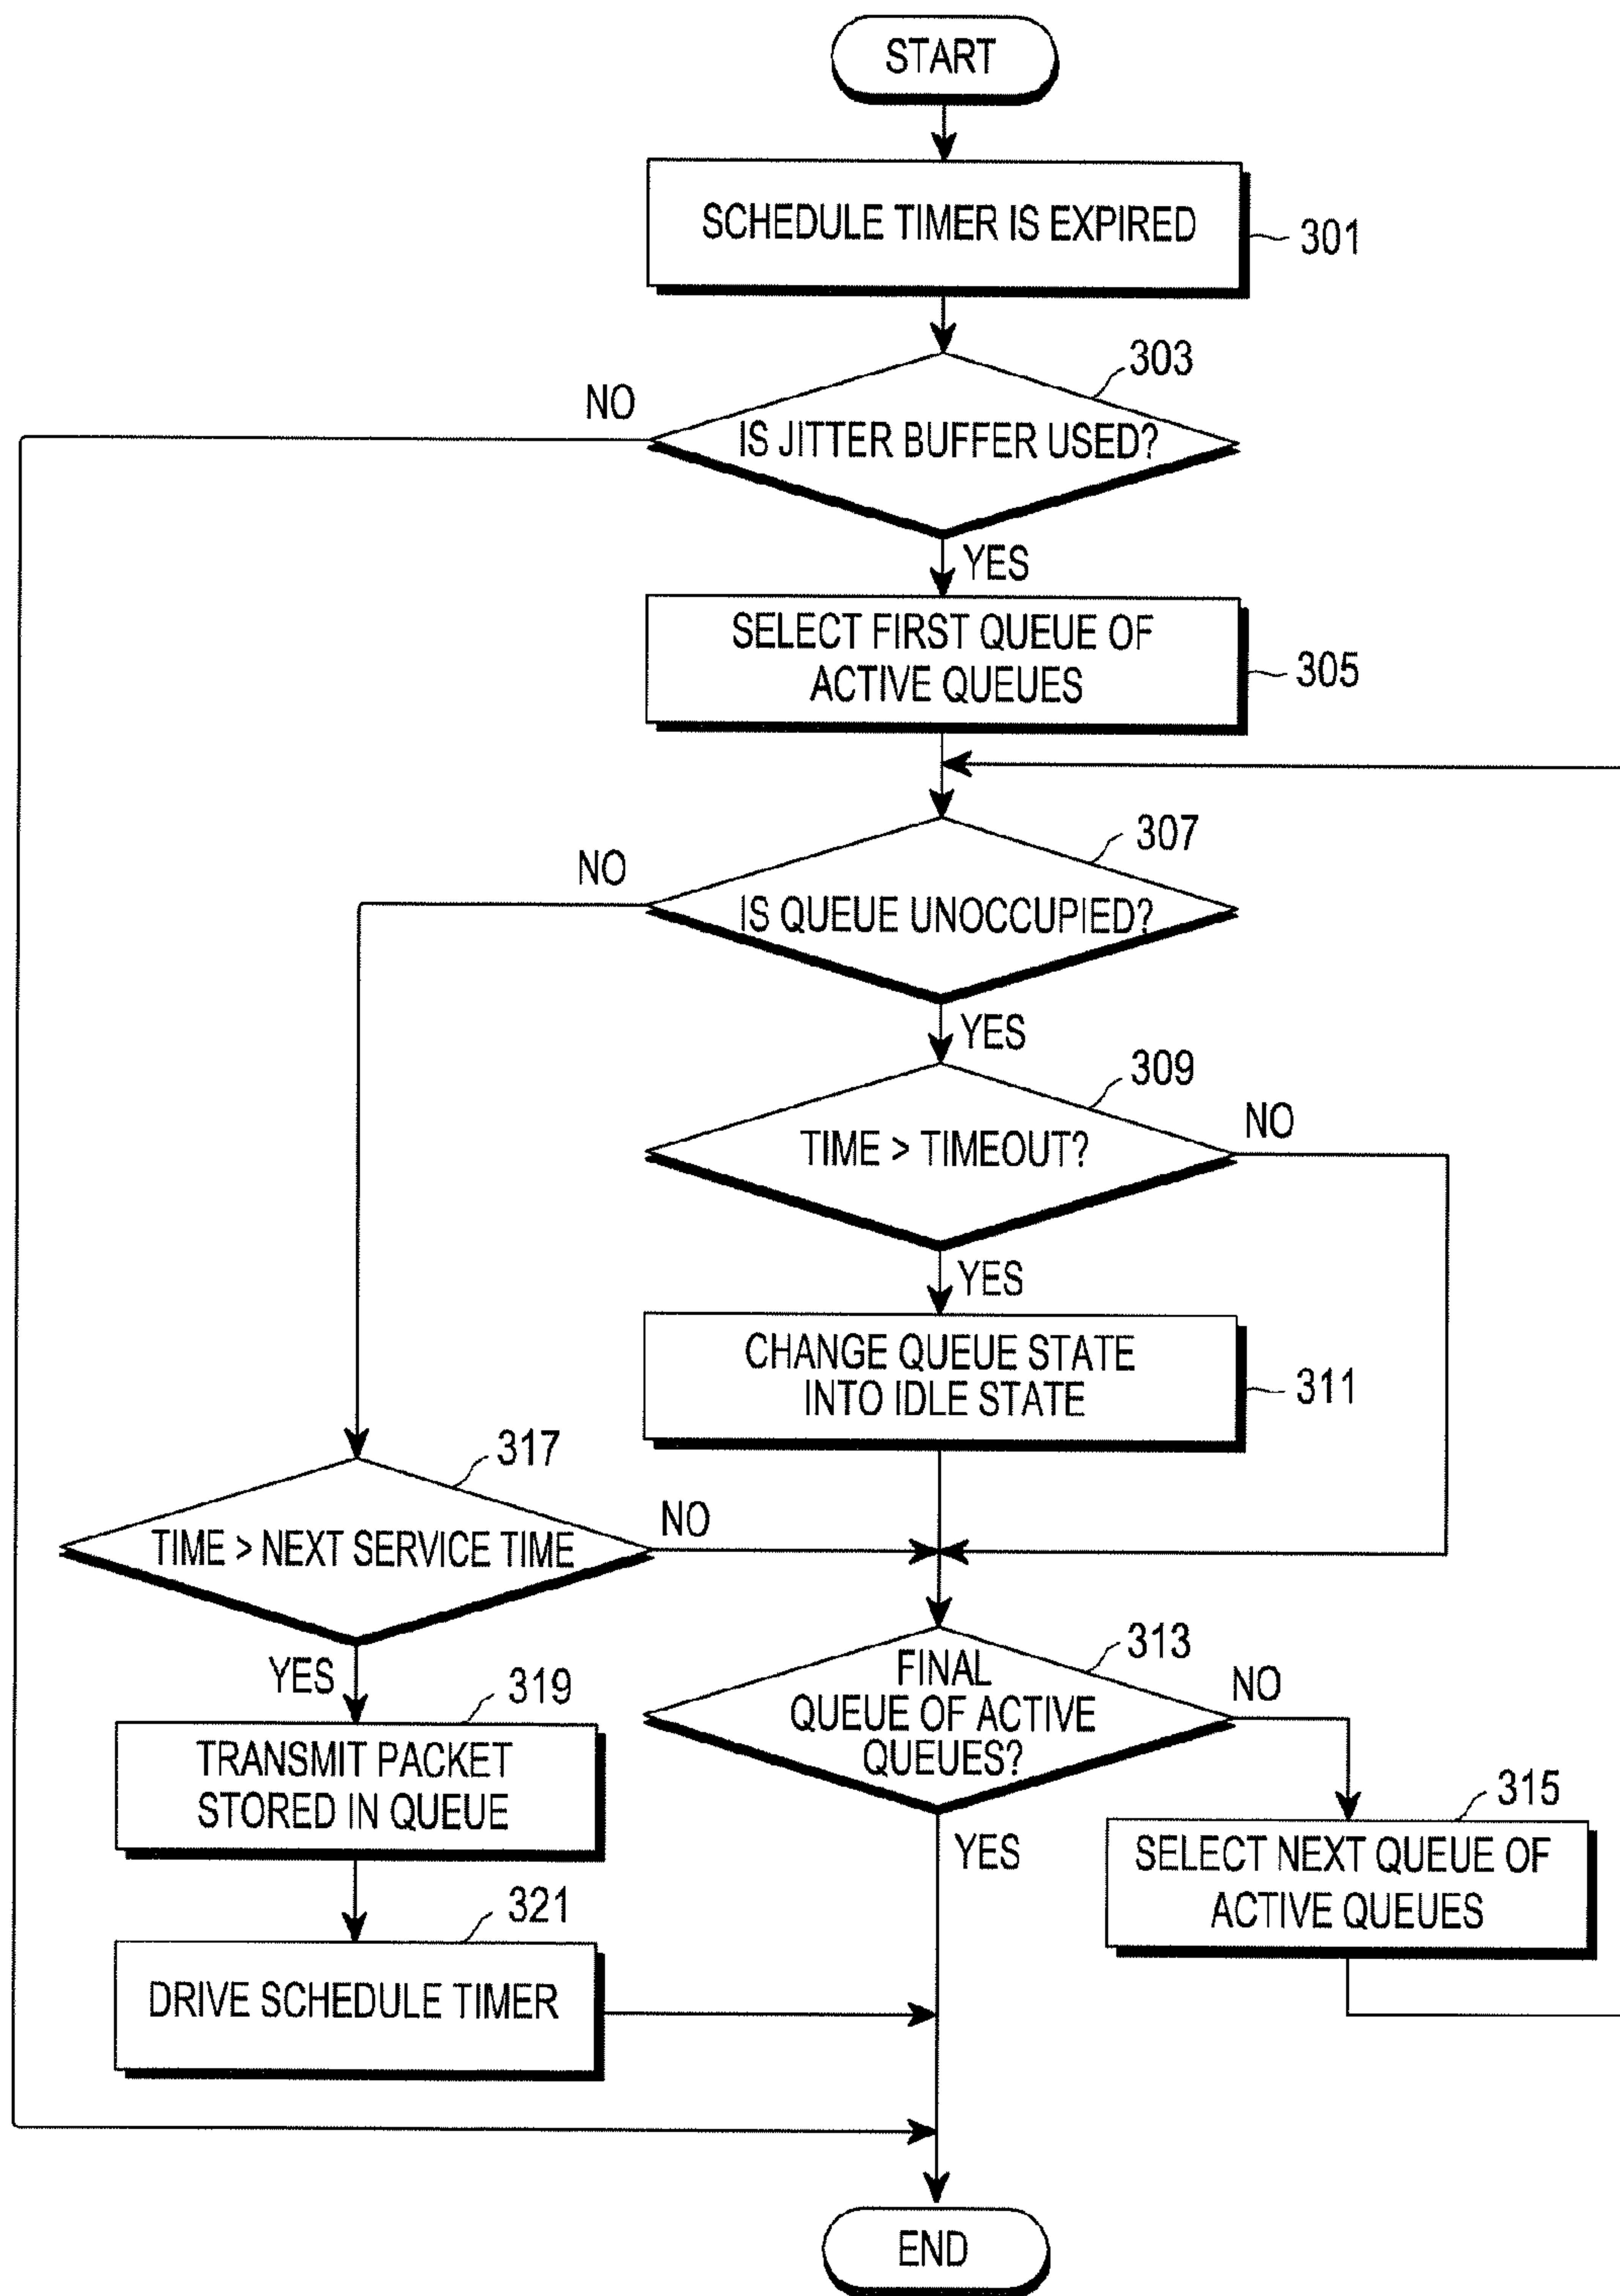 START
SCHEDULE TIMER IS EXPIRED
301
303
NO
IS JITTER BUFFER USED?
YES
SELECT FIRST QUEUE OF
ACTIVE QUEUES
305
307
NO
IS QUEUE UNOCCUPIED?
YES
309
NO
TIME > TIMEOUT?
YES
CHANGE QUEUE STATE
INTO IDLE STATE
311
317
NO
TIME > NEXT SERVICE TIME
YES
313
FINAL
QUEUE OF ACTIVE
QUEUES?
NO
YES
319
TRANSMIT PACKET
STORED IN QUEUE
315
SELECT NEXT QUEUE OF
ACTIVE QUEUES
321
DRIVE SCHEDULE TIMER
END